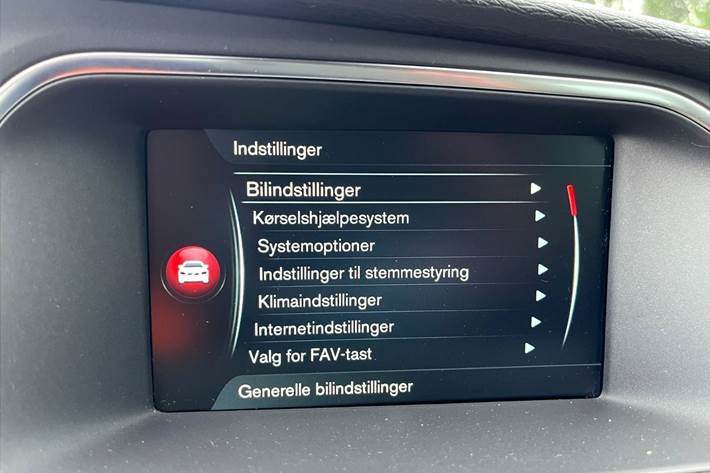 Indstillinger
Bilindstillinger
Kørselshjælpesystem
Systemoptioner
Indstillinger til stemmestyring
Klimaindstillinger
Internetindstillinger
Valg for FAV-tast
Generelle bilindstillinger